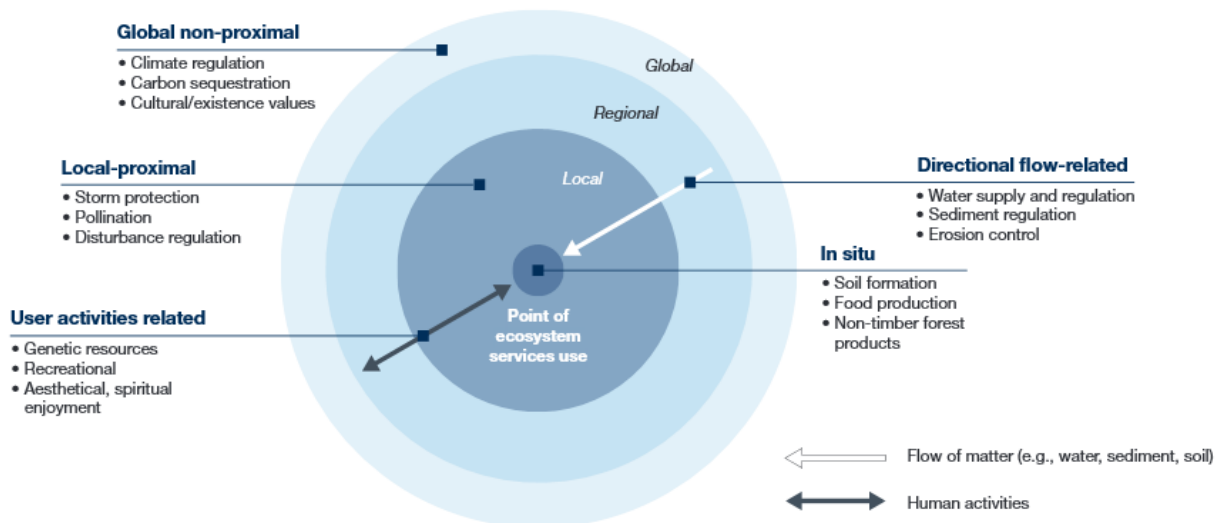 Global non-proximal
• Climate regulation
• Carbon sequestration
• Cultural/existence values
Global
Regional
Local-proximal
• Storm protection
• Pollination
• Disturbance regulation
Local
Directional flow-related
• Water supply and regulation
• Sediment regulation
• Erosion control
In situ
• Soil formation
• Food production
• Non-timber forest
products
User activities related
• Genetic resources
• Recreational
• Aesthetical, spiritual
enjoyment
Point of
ecosystem
services use
Flow of matter (e.g., water, sediment, soil)
Human activities